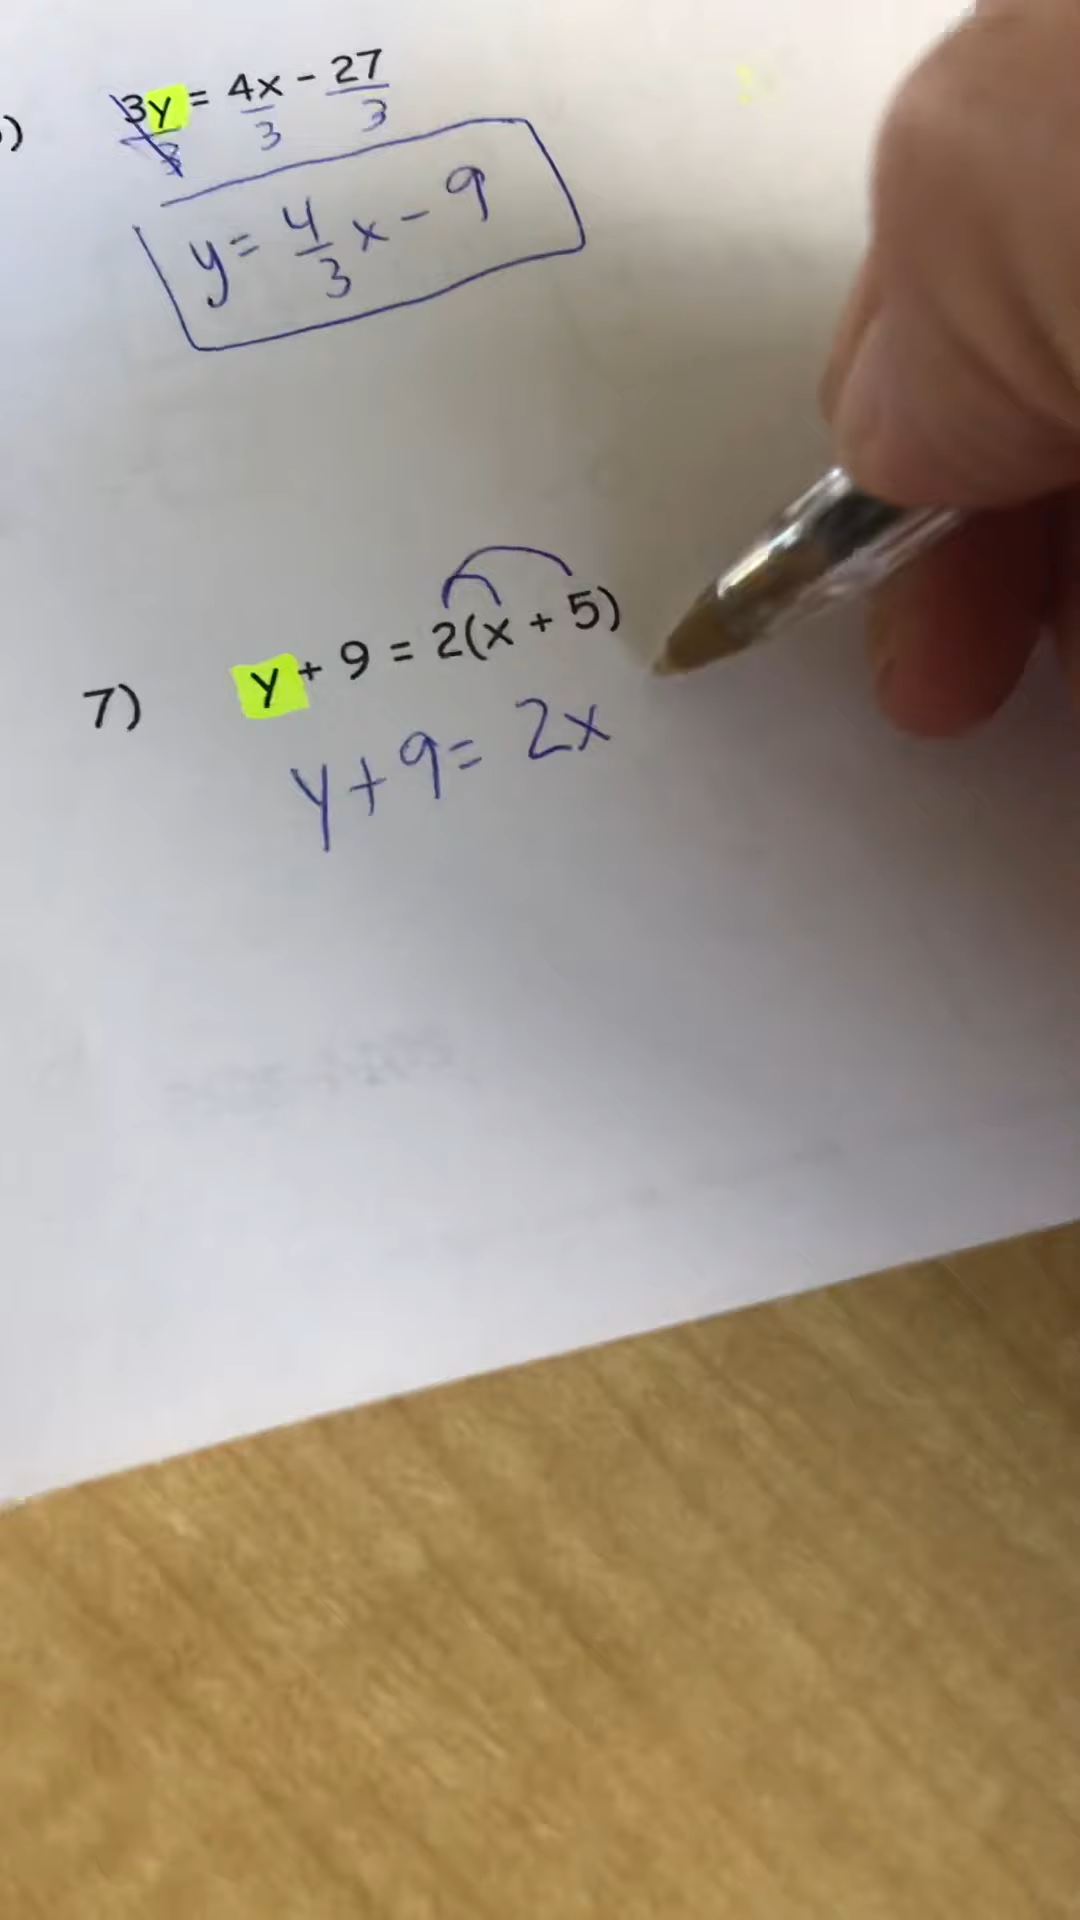 ) 3y = 4x - 27
3 3 3
y = 4/3 x - 9
7) y + 9 = 2(x + 5)
y + 9 = 2x